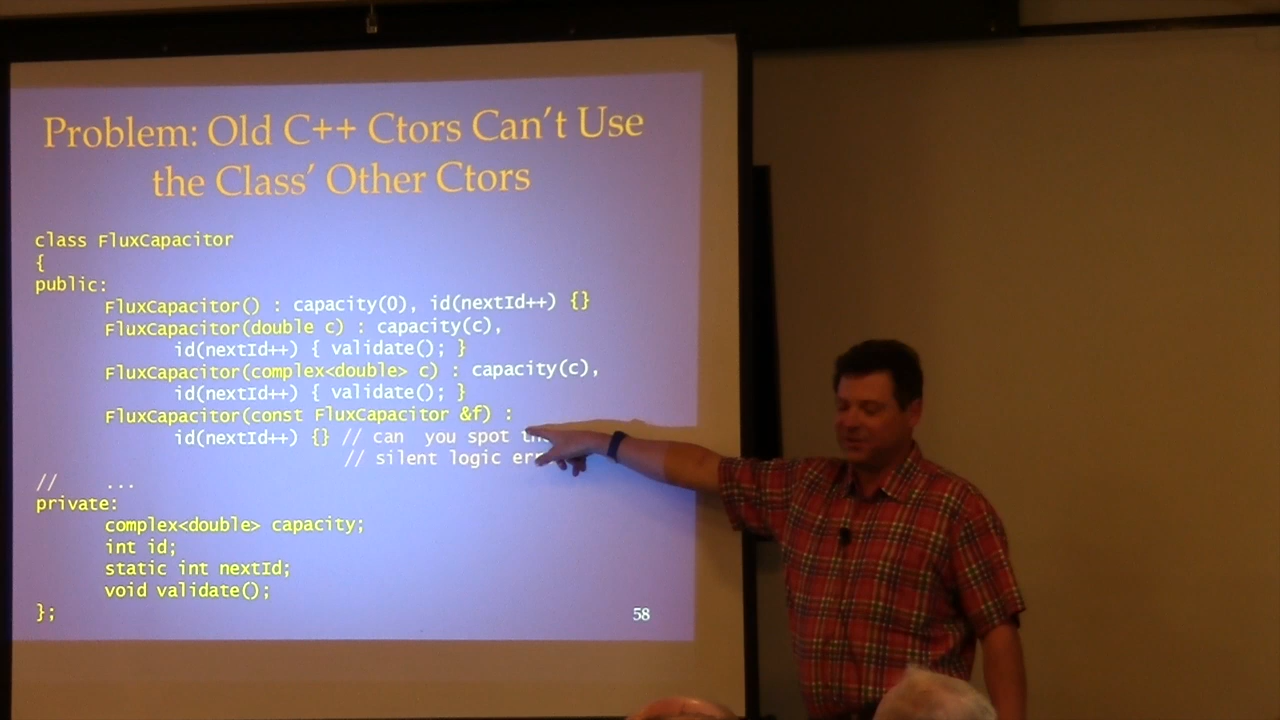 Problem: Old C++ Ctors Can't Use
the Class' Other Ctors
class FluxCapacitor
{
public:
FluxCapacitor() : capacity(0), id(nextId++) {}
FluxCapacitor(double c) : capacity(c),
id(nextId++) { validate(); }
FluxCapacitor(complex<double> c) : capacity(c),
id(nextId++) { validate(); }
FluxCapacitor(const FluxCapacitor &f) :
id(nextId++) {} // can you spot
// silent logic
// ...
private:
complex<double> capacity;
int id;
static int nextId;
void validate();
};
58